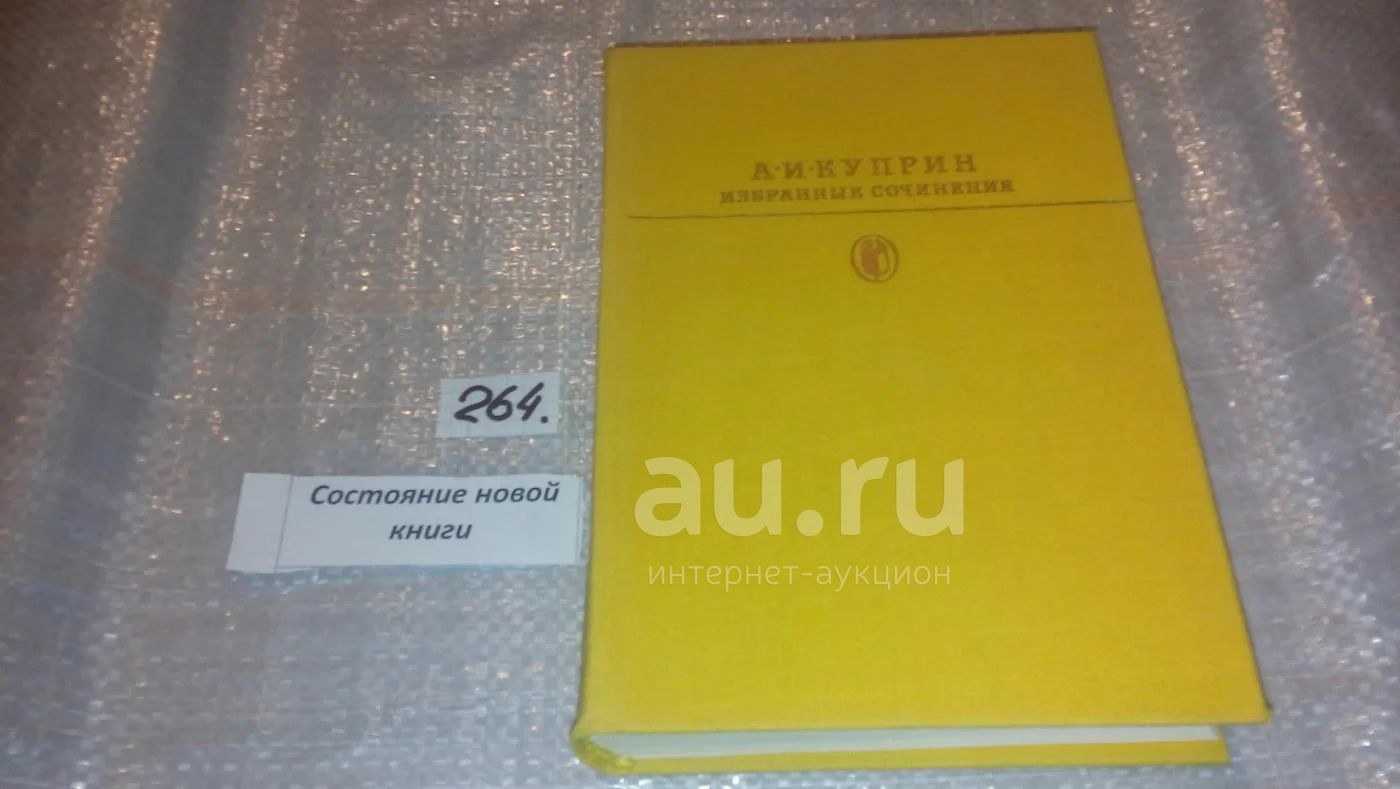 А·И·КУПРИН
ИЗБРАННЫЕ СОЧИНЕНИЯ
264.
Состояние новой
книги
au.ru
интернет-аукцион